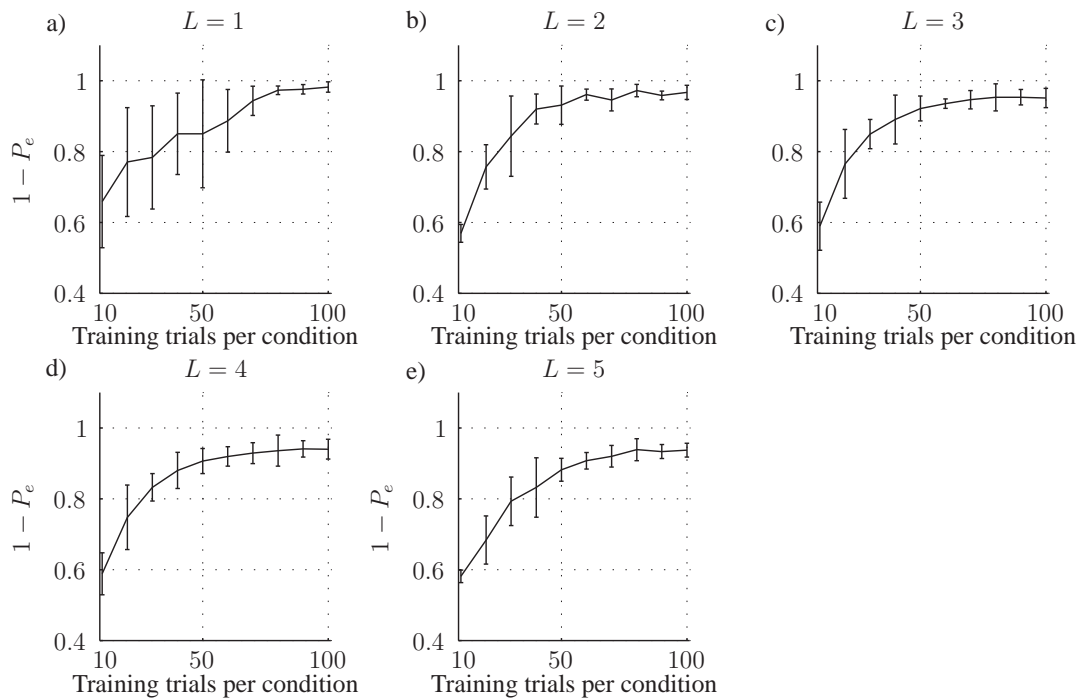 a) L = 1
1
0.8
0.6
0.4
1 − Pe
10 50 100
Training trials per condition
b) L = 2
1
0.8
0.6
0.4
10 50 100
Training trials per condition
c) L = 3
1
0.8
0.6
0.4
10 50 100
Training trials per condition
d) L = 4
1
0.8
0.6
0.4
1 − Pe
10 50 100
Training trials per condition
e) L = 5
1
0.8
0.6
0.4
1 − Pe
10 50 100
Training trials per condition